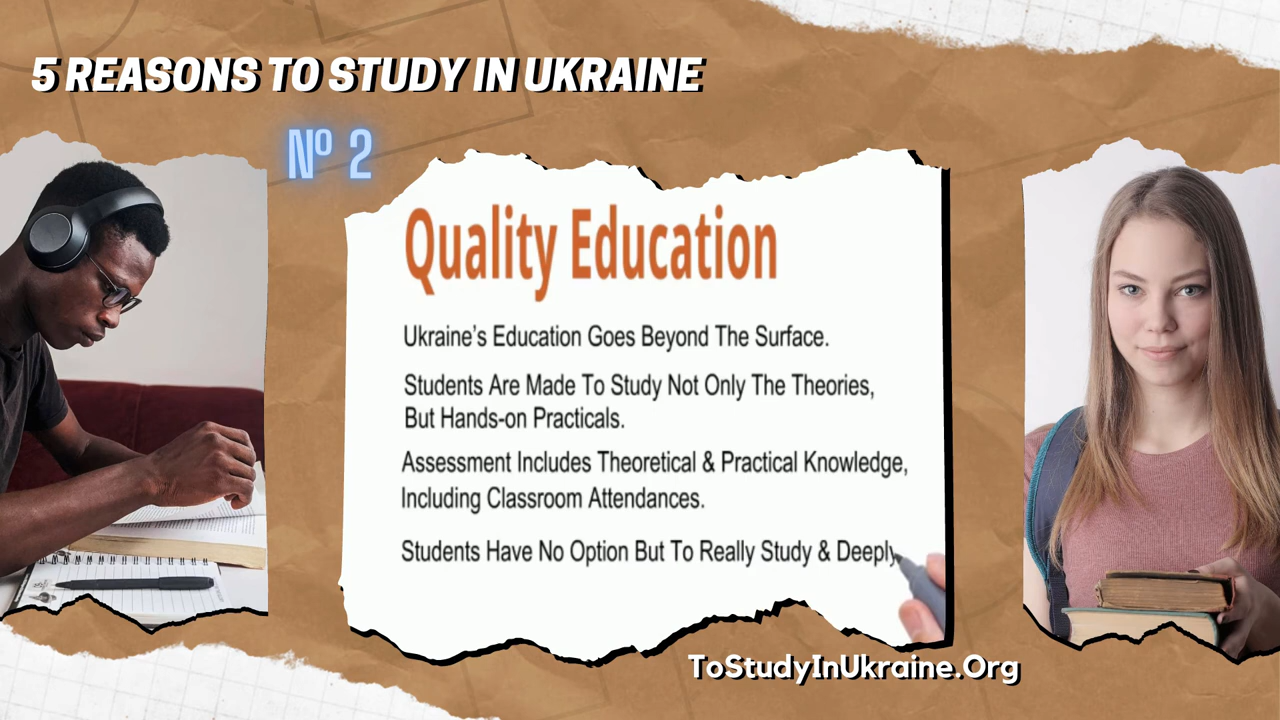 5 REASONS TO STUDY IN UKRAINE
Nº 2
Quality Education
Ukraine's Education Goes Beyond The Surface.
Students Are Made To Study Not Only The Theories,
But Hands-on Practicals.
Assessment Includes Theoretical & Practical Knowledge,
Including Classroom Attendances.
Students Have No Option But To Really Study & Deeply
ToStudyInUkraine.Org